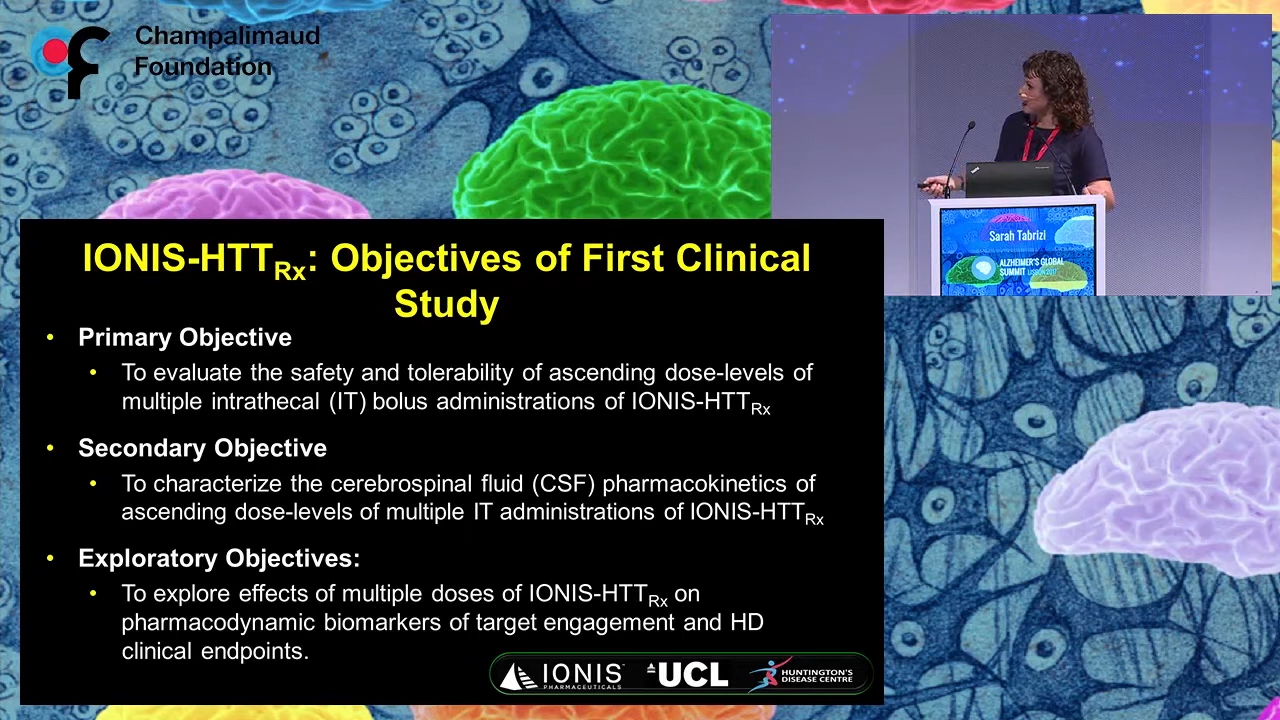 Champalimaud
Foundation
Sarah Tabrizi
ALZHEIMER'S GLOBAL
SUMMIT LISBON 2017
IONIS-HTTRx: Objectives of First Clinical
Study
• Primary Objective
• To evaluate the safety and tolerability of ascending dose-levels of
multiple intrathecal (IT) bolus administrations of IONIS-HTTRx
• Secondary Objective
• To characterize the cerebrospinal fluid (CSF) pharmacokinetics of
ascending dose-levels of multiple IT administrations of IONIS-HTTRx
• Exploratory Objectives:
• To explore effects of multiple doses of IONIS-HTTRx on
pharmacodynamic biomarkers of target engagement and HD
clinical endpoints.
IONIS
PHARMACEUTICALS
UCL
HUNTINGTON'S
DISEASE CENTRE